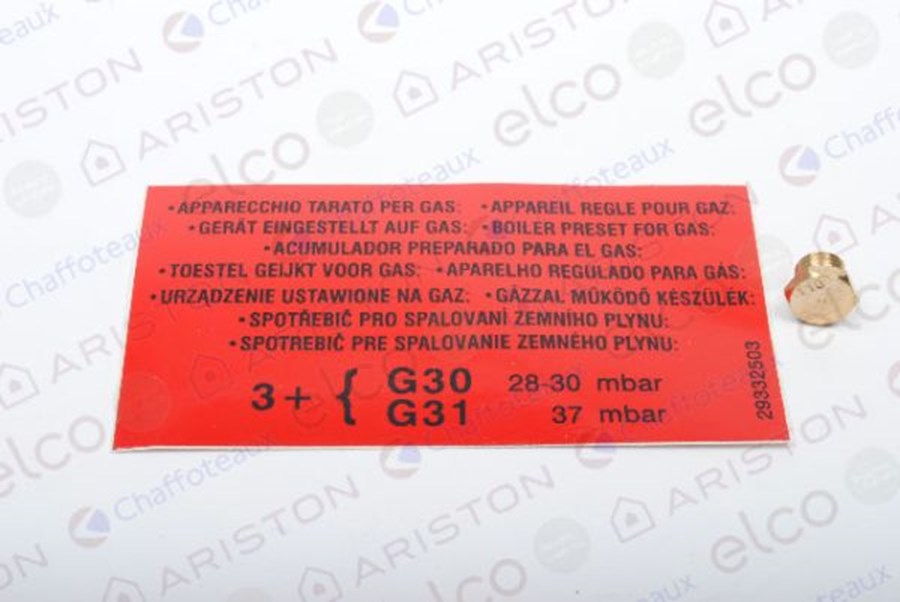 •APPARECCHIO TARATO PER GAS: •APPAREIL REGLE POUR GAZ:
•GERÄT EINGESTELLT AUF GAS: •BOILER PRESET FOR GAS:
•ACUMULADOR PREPARADO PARA EL GAS:
•TOESTEL GEIJKT VOOR GAS: •APARELHO REGULADO PARA GÁS:
•URZĄDZENIE USTAWIONE NA GAZ: •GÁZZAL MŰKÖDŐ KÉSZÜLÉK:
•SPOTŘEBIČ PRO SPALOVANÍ ZEMNÍHO PLYNU:
•SPOTREBIČ PRE SPALOVANIE ZEMNÉHO PLYNU:
3+ { G30 28-30 mbar
G31 37 mbar
29332503
ARISTON
elco
Chaffoteaux